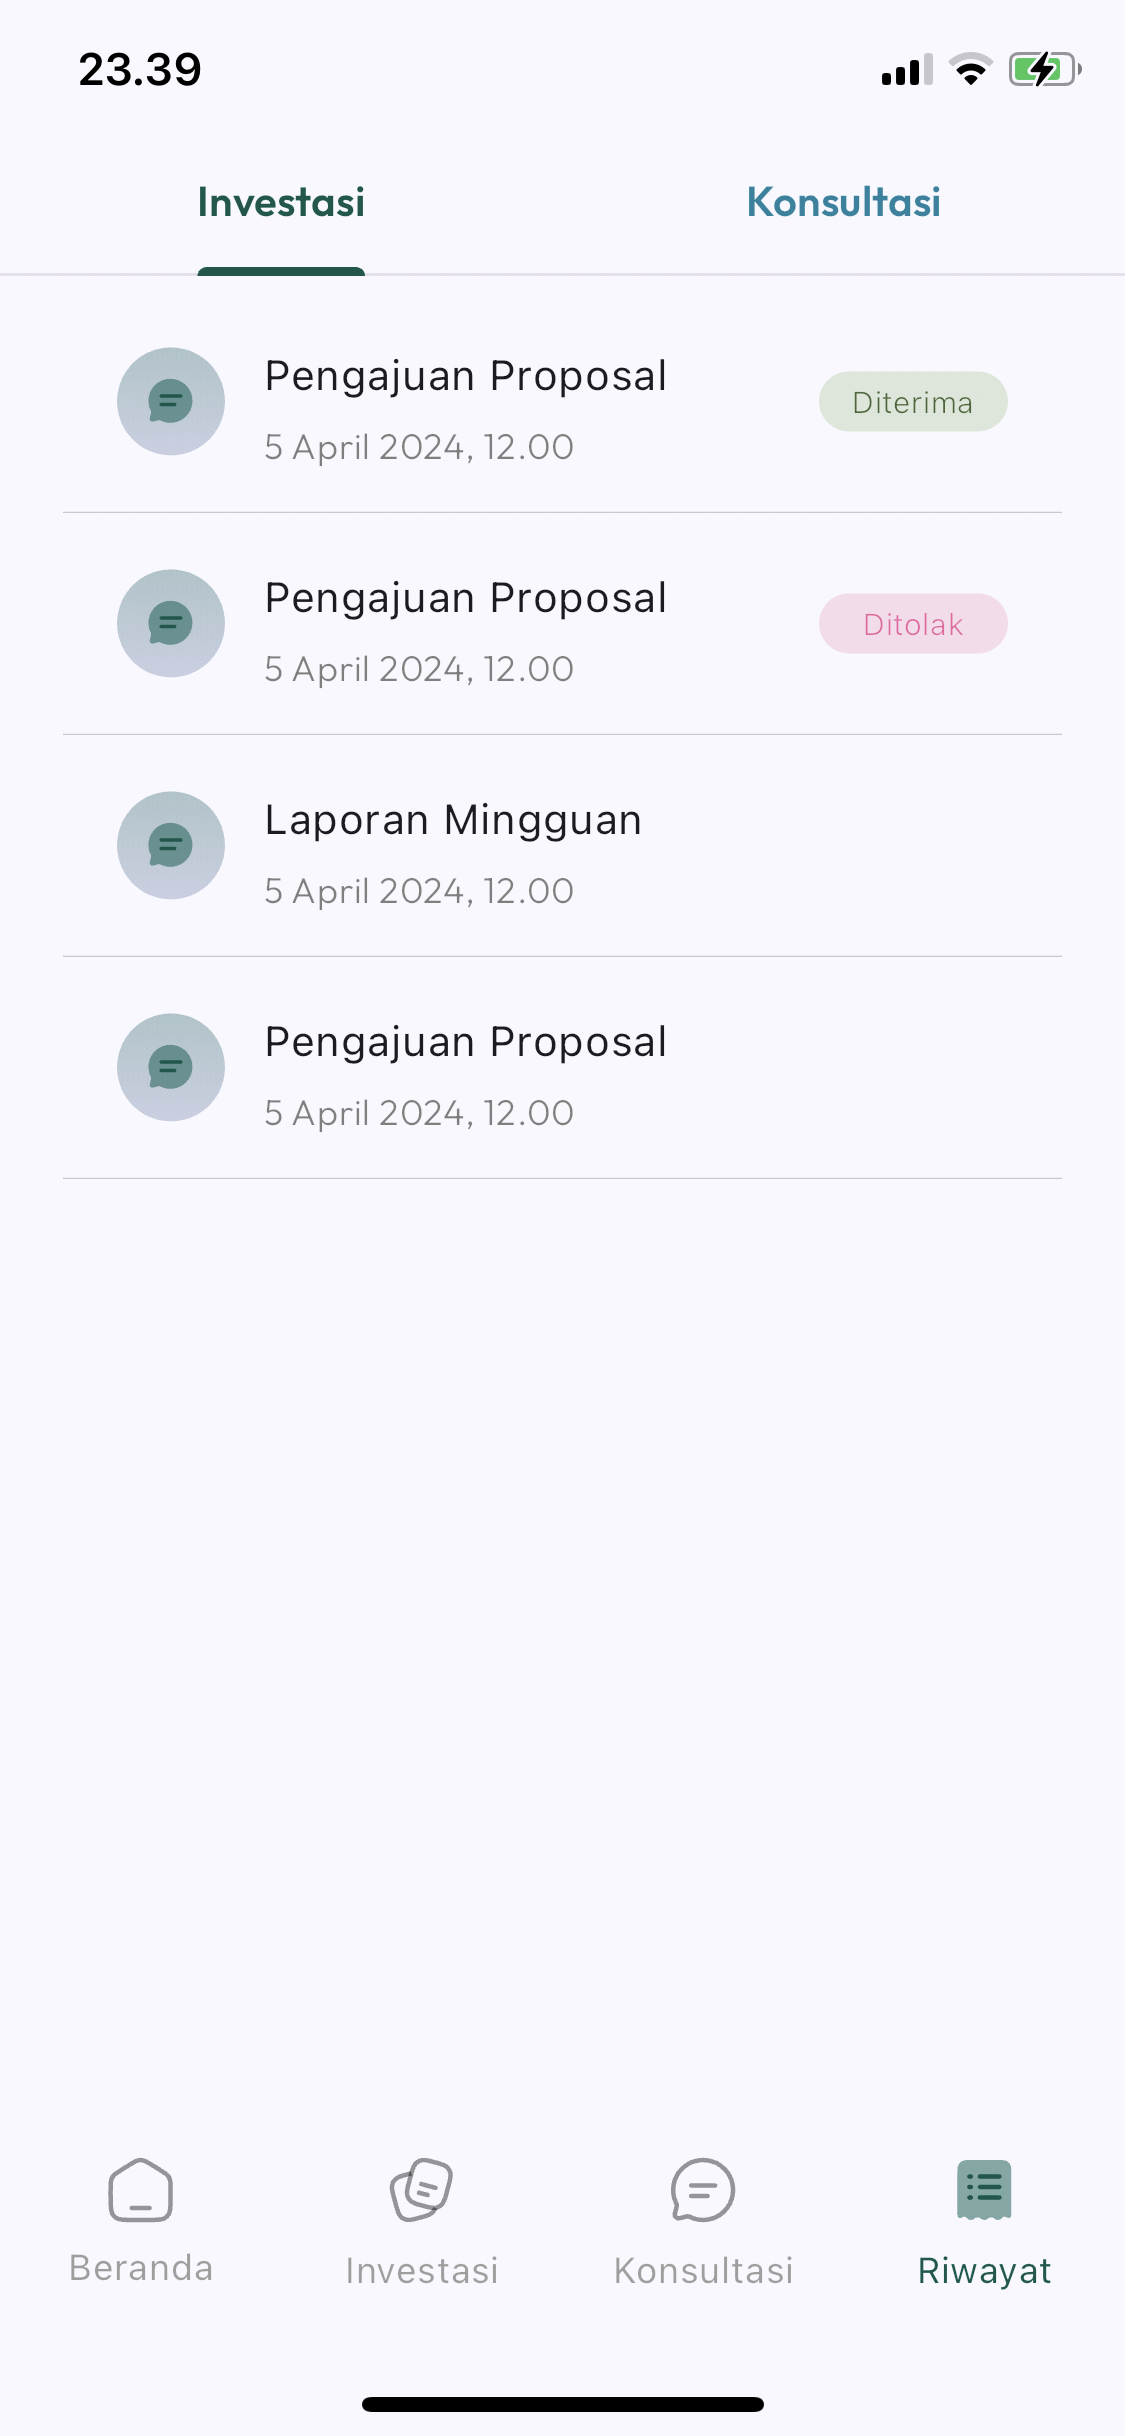 23.39
Investasi
Konsultasi
Pengajuan Proposal
5 April 2024, 12.00
Diterima
Pengajuan Proposal
5 April 2024, 12.00
Ditolak
Laporan Mingguan
5 April 2024, 12.00
Pengajuan Proposal
5 April 2024, 12.00
Beranda
Investasi
Konsultasi
Riwayat